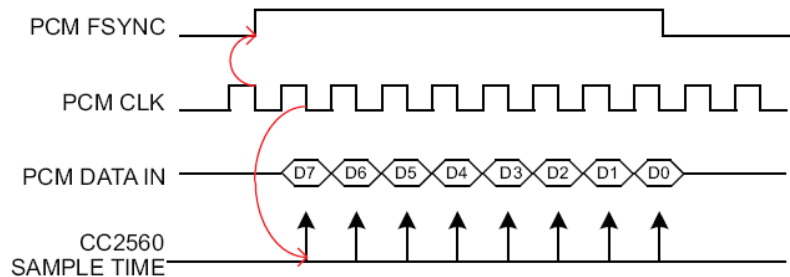 PCM FSYNC
PCM CLK
PCM DATA IN
D7 D6 D5 D4 D3 D2 D1 D0
CC2560
SAMPLE TIME